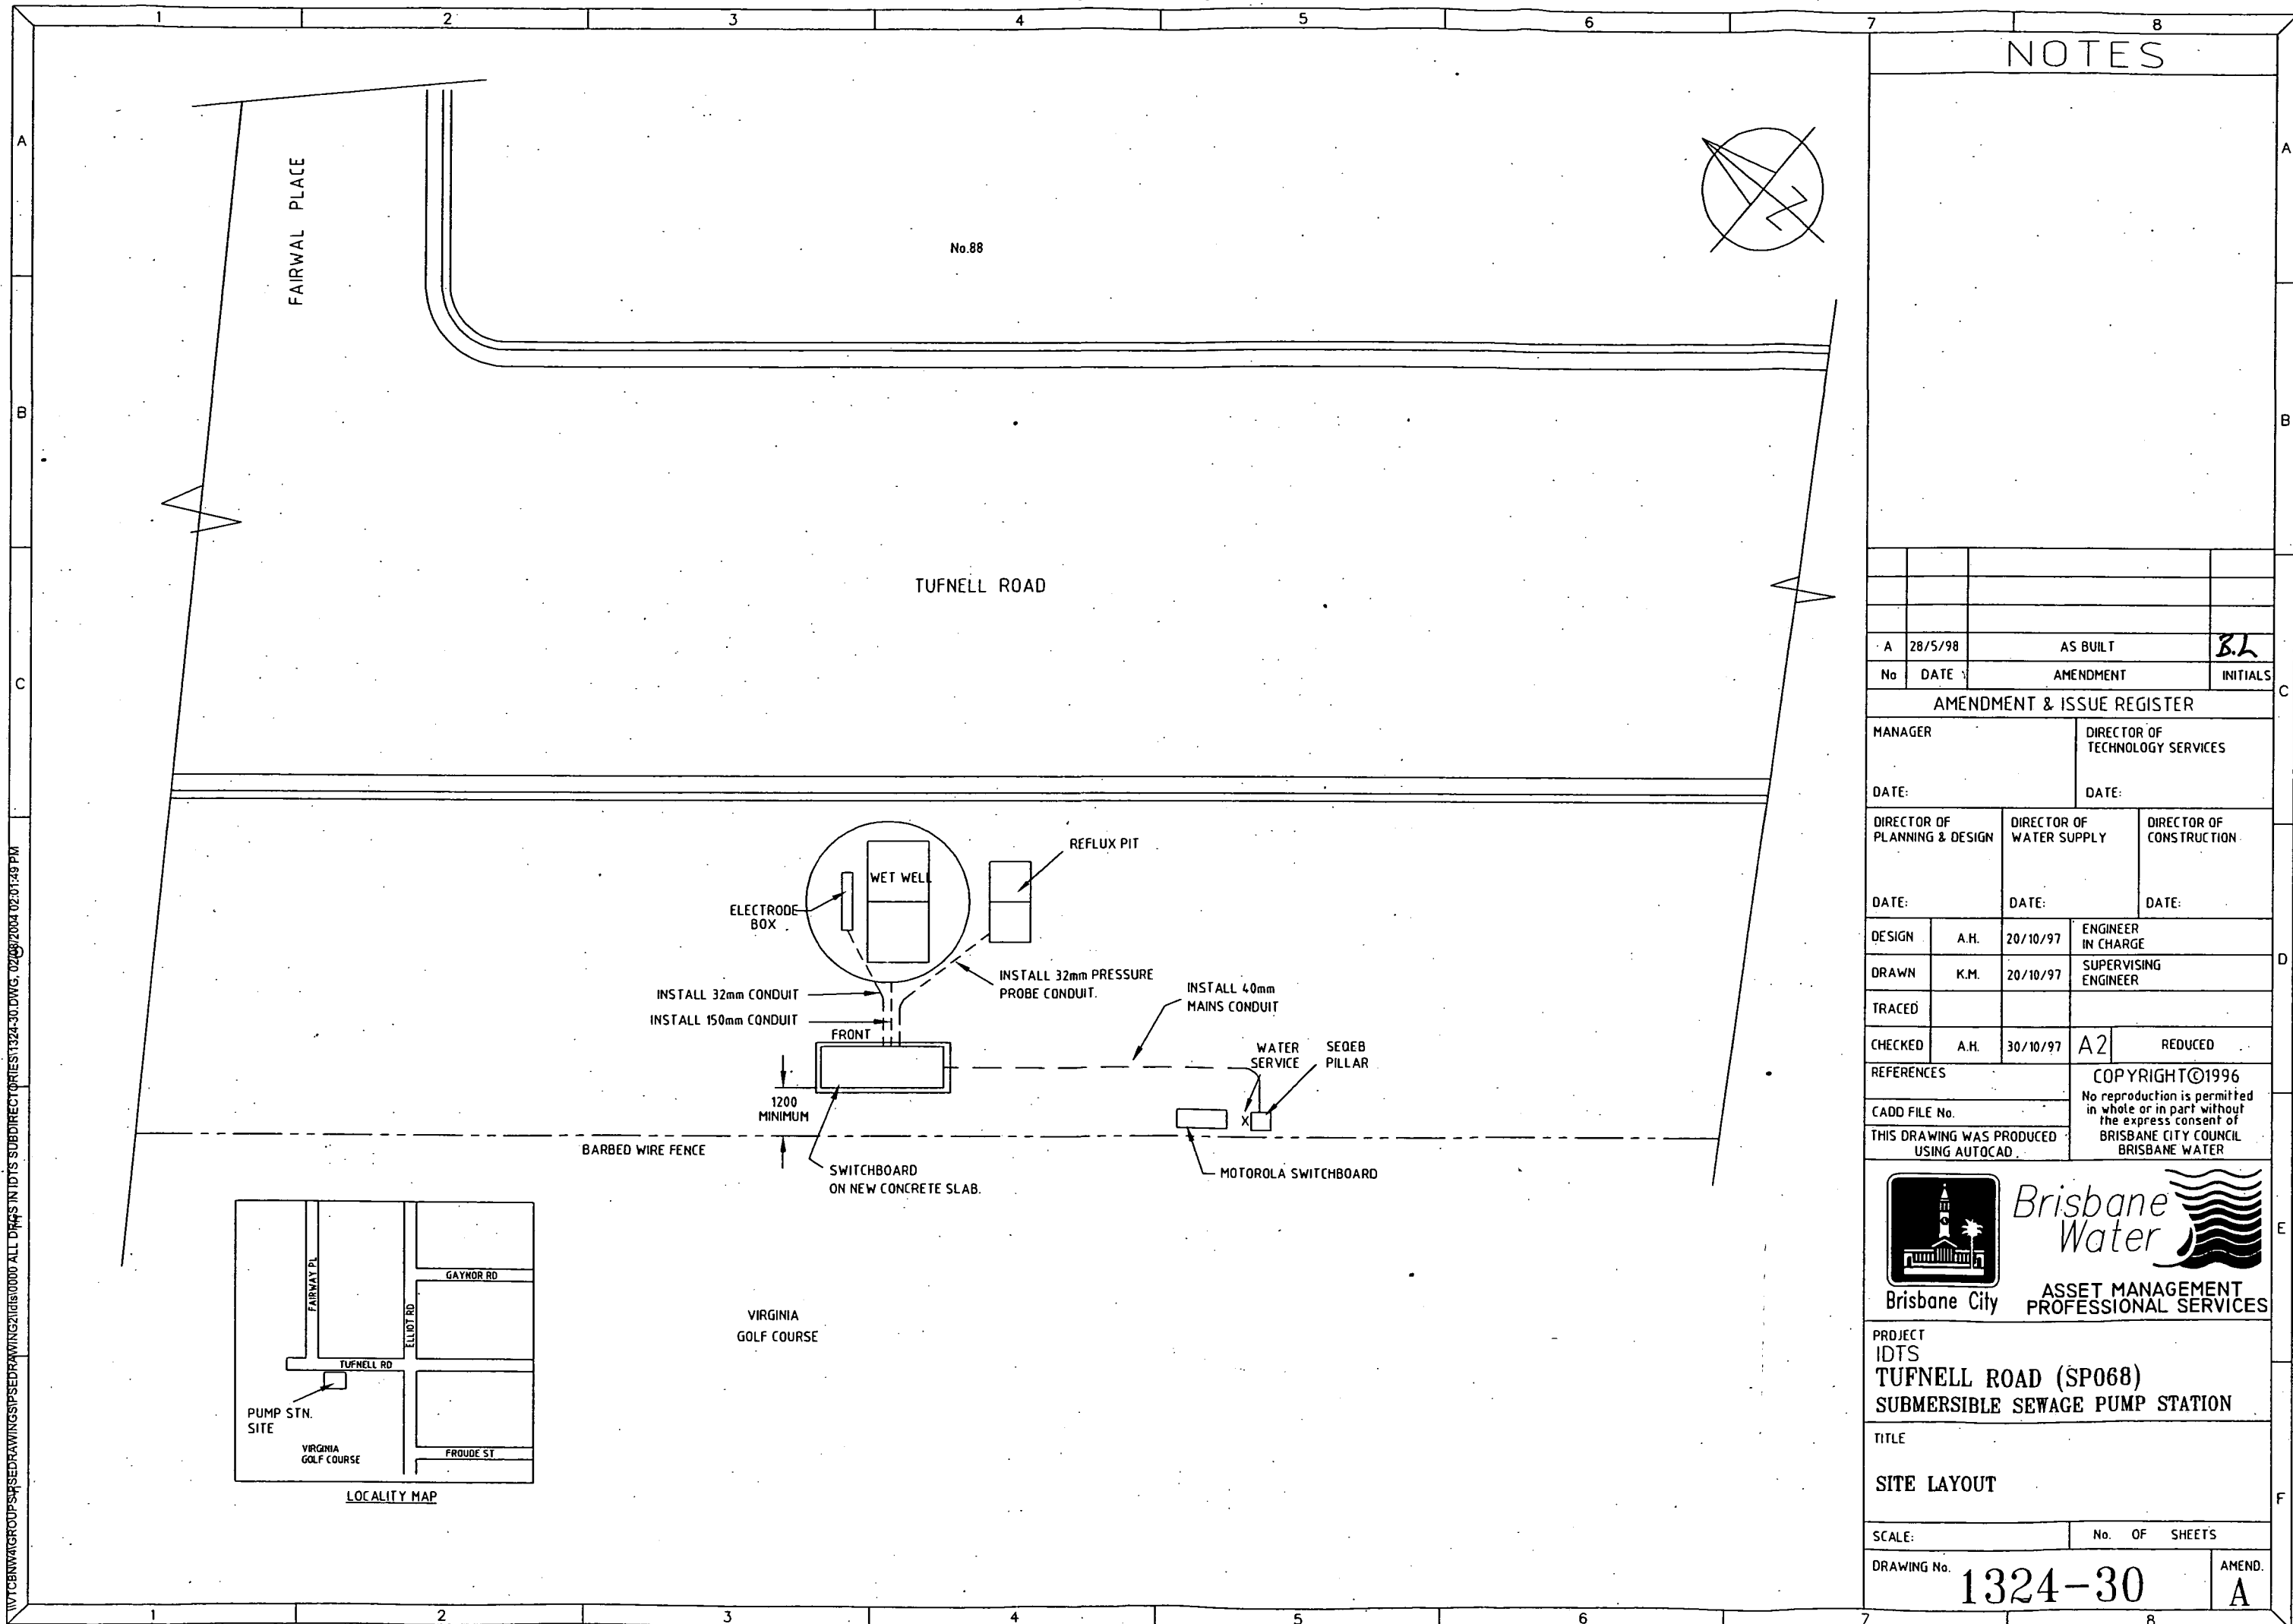 1 2 3 4 5 6 7 8
A
B
C
D
E
F
NOTES
FAIRWAL PLACE
No.88
TUFNELL ROAD
REFLUX PIT
WET WELL
ELECTRODE
BOX
INSTALL 32mm PRESSURE
PROBE CONDUIT.
INSTALL 32mm CONDUIT
INSTALL 150mm CONDUIT
INSTALL 40mm
MAINS CONDUIT
FRONT
WATER
SERVICE
SEQEB
PILLAR
X
1200
MINIMUM
BARBED WIRE FENCE
SWITCHBOARD
ON NEW CONCRETE SLAB.
MOTOROLA SWITCHBOARD
VIRGINIA
GOLF COURSE
FAIRWAY PL
ELLIOT RD
GAYNOR RD
TUFNELL RD
PUMP STN.
SITE
VIRGINIA
GOLF COURSE
FROUDE ST
LOCALITY MAP
A 28/5/98 AS BUILT B.L
No DATE AMENDMENT INITIALS
AMENDMENT & ISSUE REGISTER
MANAGER
DATE:
DIRECTOR OF
TECHNOLOGY SERVICES
DATE:
DIRECTOR OF
PLANNING & DESIGN
DATE:
DIRECTOR OF
WATER SUPPLY
DATE:
DIRECTOR OF
CONSTRUCTION
DATE:
DESIGN A.H. 20/10/97 ENGINEER
IN CHARGE
DRAWN K.M. 20/10/97 SUPERVISING
ENGINEER
TRACED
CHECKED A.H. 30/10/97 A2 REDUCED
REFERENCES
CADD FILE No.
THIS DRAWING WAS PRODUCED
USING AUTOCAD.
COPYRIGHT©1996
No reproduction is permitted
in whole or in part without
the express consent of
BRISBANE CITY COUNCIL
BRISBANE WATER
Brisbane City
Brisbane
Water
ASSET MANAGEMENT
PROFESSIONAL SERVICES
PROJECT
IDTS
TUFNELL ROAD (SP068)
SUBMERSIBLE SEWAGE PUMP STATION
TITLE
SITE LAYOUT
SCALE:
No. OF SHEETS
DRAWING No. 1324-30
AMEND.
A
1 2 3 4 5 6 7 8